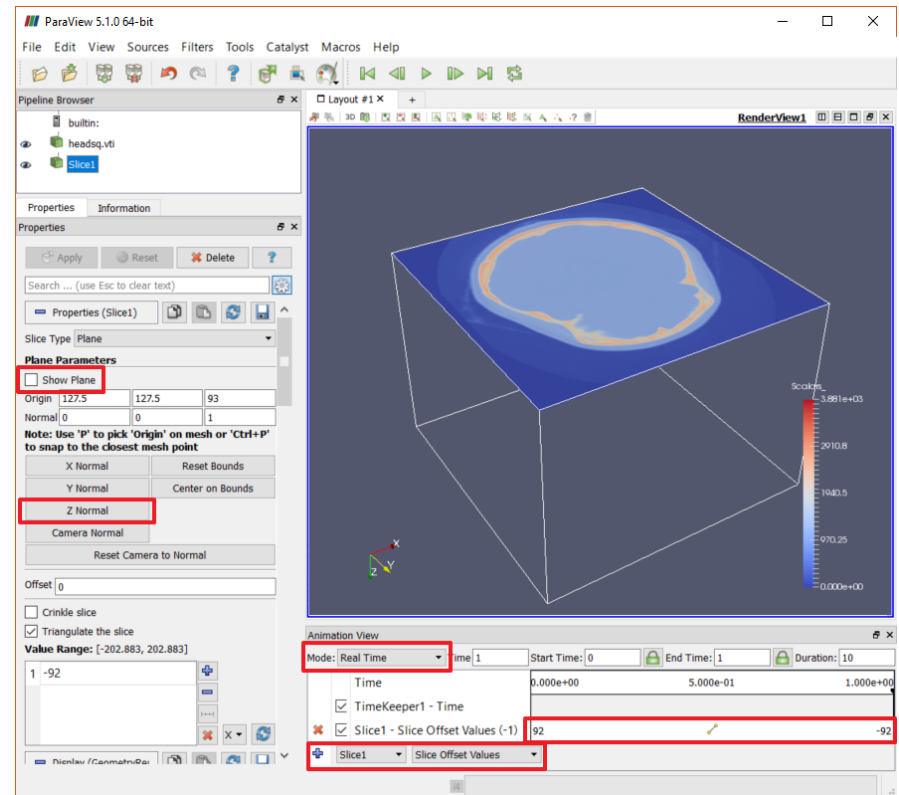 ParaView 5.1.0 64-bit
File Edit View Sources Filters Tools Catalyst Macros Help
Pipeline Browser
builtin:
headsq.vti
Slice1
Properties Information
Properties
Apply Reset Delete ?
Search ... (use Esc to clear text)
Properties (Slice1)
Slice Type Plane
Plane Parameters
Show Plane
Origin 127.5 127.5 93
Normal 0 0 1
Note: Use 'P' to pick 'Origin' on mesh or 'Ctrl+P'
to snap to the closest mesh point
X Normal Reset Bounds
Y Normal Center on Bounds
Z Normal
Camera Normal
Reset Camera to Normal
Offset 0
Crinkle slice
Triangulate the slice
Value Range: [-202.883, 202.883]
1 -92
X
Layout #1 X +
3D
RenderView1
Scalars_
3.881e+03
2910.8
1940.5
970.25
0.000e+00
X
Y
Z
Animation View
Mode: Real Time Time 1 Start Time: 0 End Time: 1 Duration: 10
Time 0.000e+00 5.000e-01 1.000e+00
TimeKeeper1 - Time
Slice1 - Slice Offset Values (-1) 92 -92
Slice1 Slice Offset Values